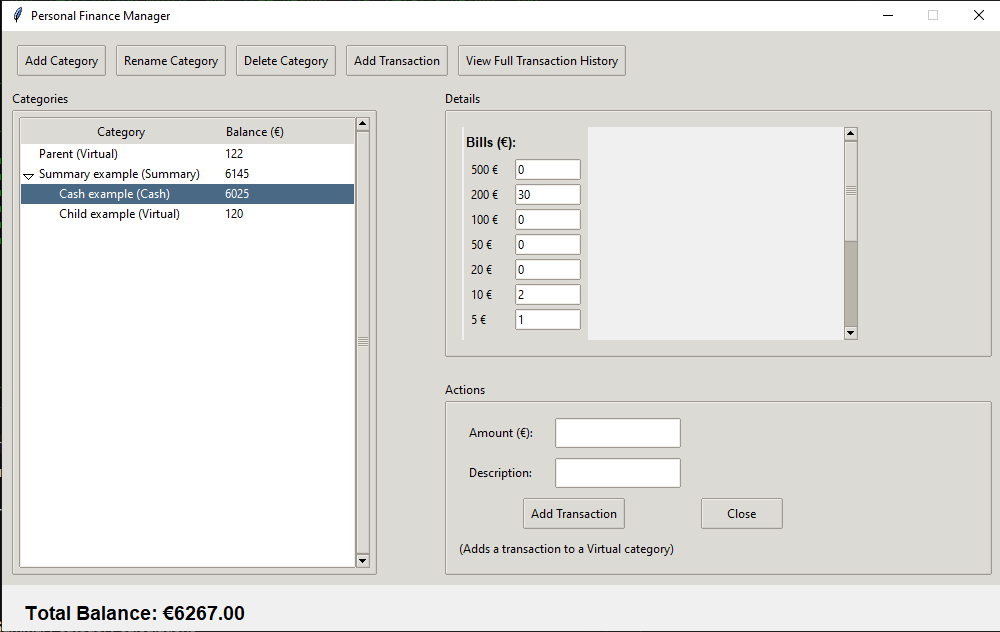 Personal Finance Manager
Add Category Rename Category Delete Category Add Transaction View Full Transaction History
Categories
Category Balance (€)
Parent (Virtual) 122
Summary example (Summary) 6145
Cash example (Cash) 6025
Child example (Virtual) 120
Details
Bills (€):
500 € 0
200 € 30
100 € 0
50 € 0
20 € 0
10 € 2
5 € 1
Actions
Amount (€):
Description:
Add Transaction Close
(Adds a transaction to a Virtual category)
Total Balance: €6267.00